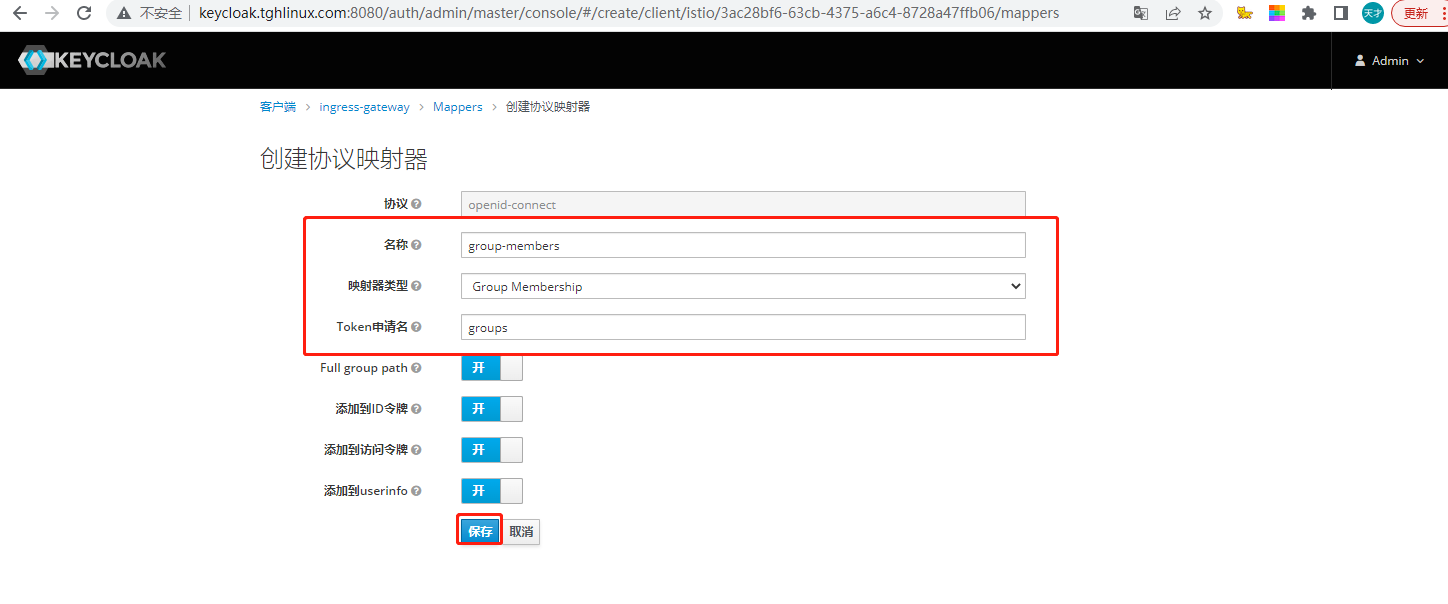 不安全 keycloak.tghlinux.com:8080/auth/admin/master/console/#/create/client/istio/3ac28bf6-63cb-4375-a6c4-8728a47ffb06/mappers 天才 更新
KEYCLOAK Admin
客户端 > ingress-gateway > Mappers > 创建协议映射器
创建协议映射器
协议 openid-connect
名称 group-members
映射器类型 Group Membership
Token申请名 groups
Full group path 开
添加到ID令牌 开
添加到访问令牌 开
添加到userinfo 开
保存 取消